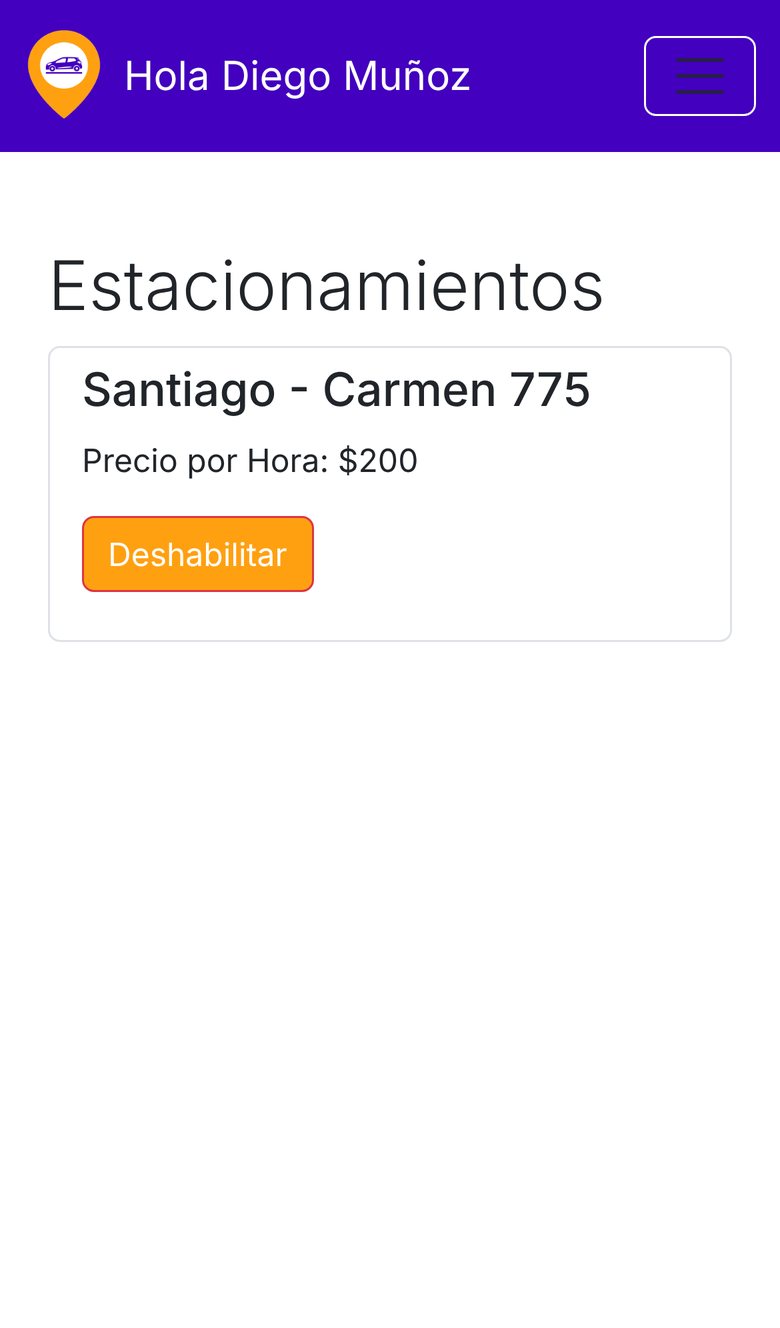 Hola Diego Muñoz
Estacionamientos
Santiago - Carmen 775
Precio por Hora: $200
Deshabilitar